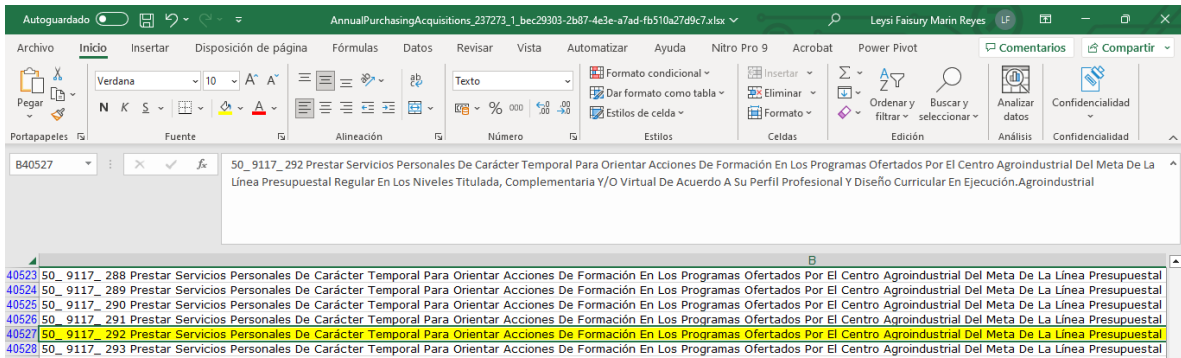 Autoguardado AnnualPurchasingAcquisitions_237273_1_bec29303-2b87-4e3e-a7ad-fb510a27d9c7.xlsx Leysi Faisury Marin Reyes LF
Archivo Inicio Insertar Disposición de página Fórmulas Datos Revisar Vista Automatizar Ayuda Nitro Pro 9 Acrobat Power Pivot Comentarios Compartir
Verdana 10 A A Texto Formato condicional Insertar Σ
Pegar N K S A % 000 Dar formato como tabla Eliminar Ordenar y filtrar Buscar y seleccionar Analizar datos Confidencialidad
Estilos de celda Formato
Portapapeles Fuente Alineación Número Estilos Celdas Edición Análisis Confidencialidad
B40527 fx 50_9117_ 292 Prestar Servicios Personales De Carácter Temporal Para Orientar Acciones De Formación En Los Programas Ofertados Por El Centro Agroindustrial Del Meta De La
Línea Presupuestal Regular En Los Niveles Titulada, Complementaria Y/O Virtual De Acuerdo A Su Perfil Profesional Y Diseño Curricular En Ejecución.Agroindustrial
B
40523 50_ 9117_ 288 Prestar Servicios Personales De Carácter Temporal Para Orientar Acciones De Formación En Los Programas Ofertados Por El Centro Agroindustrial Del Meta De La Línea Presupuestal
40524 50_ 9117_ 289 Prestar Servicios Personales De Carácter Temporal Para Orientar Acciones De Formación En Los Programas Ofertados Por El Centro Agroindustrial Del Meta De La Línea Presupuestal
40525 50_ 9117_ 290 Prestar Servicios Personales De Carácter Temporal Para Orientar Acciones De Formación En Los Programas Ofertados Por El Centro Agroindustrial Del Meta De La Línea Presupuestal
40526 50_ 9117_ 291 Prestar Servicios Personales De Carácter Temporal Para Orientar Acciones De Formación En Los Programas Ofertados Por El Centro Agroindustrial Del Meta De La Línea Presupuestal
40527 50_ 9117_ 292 Prestar Servicios Personales De Carácter Temporal Para Orientar Acciones De Formación En Los Programas Ofertados Por El Centro Agroindustrial Del Meta De La Línea Presupuestal
40528 50_ 9117_ 293 Prestar Servicios Personales De Carácter Temporal Para Orientar Acciones De Formación En Los Programas Ofertados Por El Centro Agroindustrial Del Meta De La Línea Presupuestal